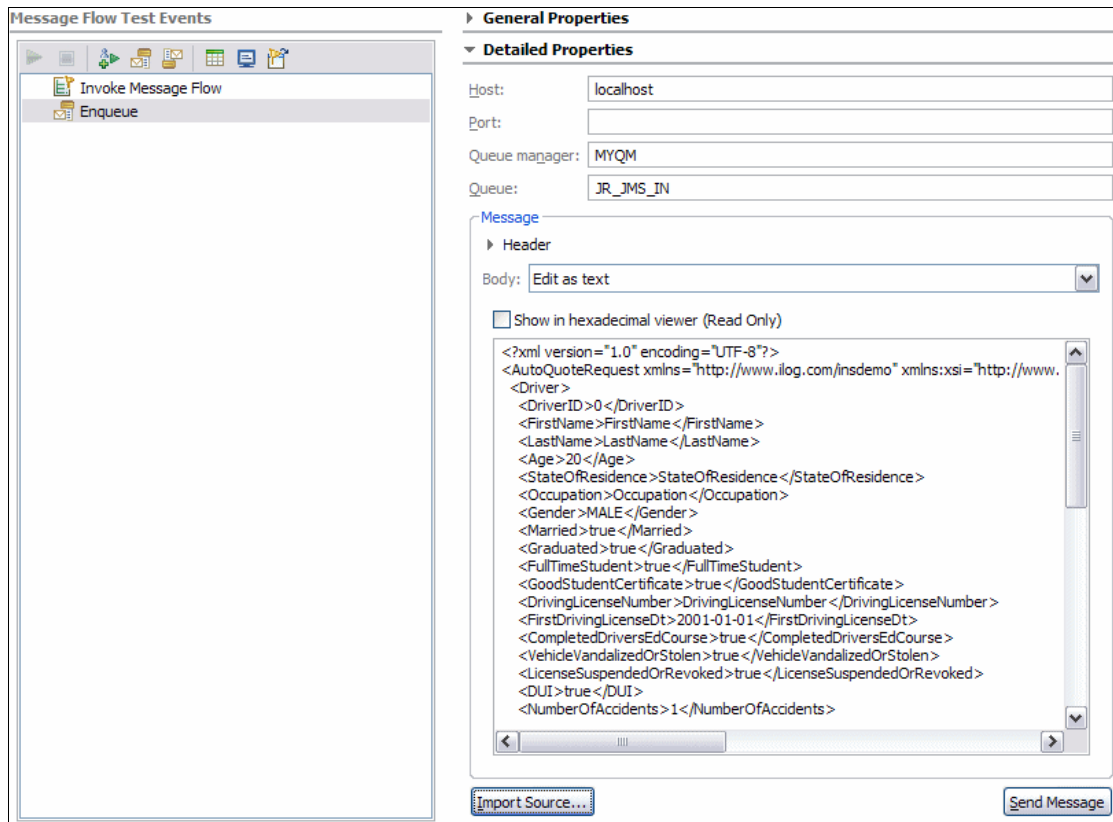 Message Flow Test Events
Invoke Message Flow
Enqueue
General Properties
Detailed Properties
Host: localhost
Port:
Queue manager: MYQM
Queue: JR_JMS_IN
Message
Header
Body: Edit as text
Show in hexadecimal viewer (Read Only)
<?xml version="1.0" encoding="UTF-8"?>
<AutoQuoteRequest xmlns="http://www.ilog.com/insdemo" xmlns:xsi="http://www.
<Driver>
<DriverID>0</DriverID>
<FirstName>FirstName</FirstName>
<LastName>LastName</LastName>
<Age>20</Age>
<StateOfResidence>StateOfResidence</StateOfResidence>
<Occupation>Occupation</Occupation>
<Gender>MALE</Gender>
<Married>true</Married>
<Graduated>true</Graduated>
<FullTimeStudent>true</FullTimeStudent>
<GoodStudentCertificate>true</GoodStudentCertificate>
<DrivingLicenseNumber>DrivingLicenseNumber</DrivingLicenseNumber>
<FirstDrivingLicenseDt>2001-01-01</FirstDrivingLicenseDt>
<CompletedDriversEdCourse>true</CompletedDriversEdCourse>
<VehicleVandalizedOrStolen>true</VehicleVandalizedOrStolen>
<LicenseSuspendedOrRevoked>true</LicenseSuspendedOrRevoked>
<DUI>true</DUI>
<NumberOfAccidents>1</NumberOfAccidents>
Import Source... Send Message